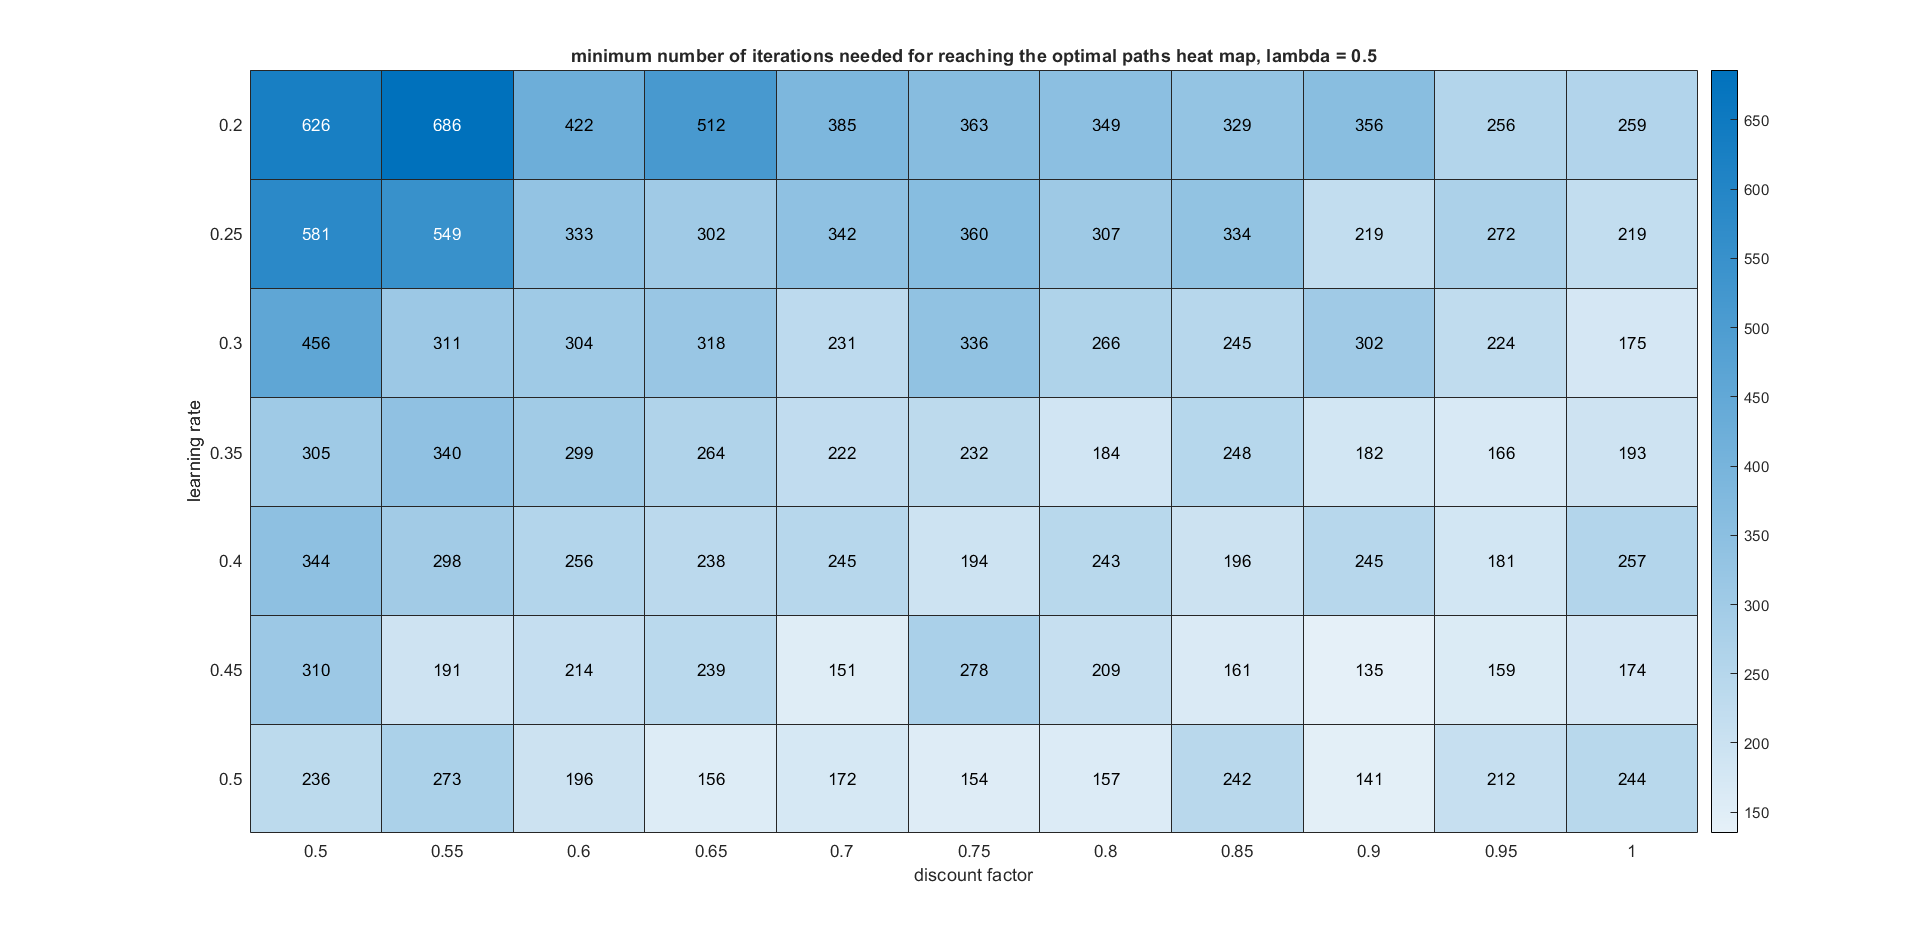 minimum number of iterations needed for reaching the optimal paths heat map, lambda = 0.5
0.2 626 686 422 512 385 363 349 329 356 256 259
0.25 581 549 333 302 342 360 307 334 219 272 219
0.3 456 311 304 318 231 336 266 245 302 224 175
0.35 305 340 299 264 222 232 184 248 182 166 193
0.4 344 298 256 238 245 194 243 196 245 181 257
0.45 310 191 214 239 151 278 209 161 135 159 174
0.5 236 273 196 156 172 154 157 242 141 212 244
learning rate
0.5 0.55 0.6 0.65 0.7 0.75 0.8 0.85 0.9 0.95 1
discount factor
650
600
550
500
450
400
350
300
250
200
150